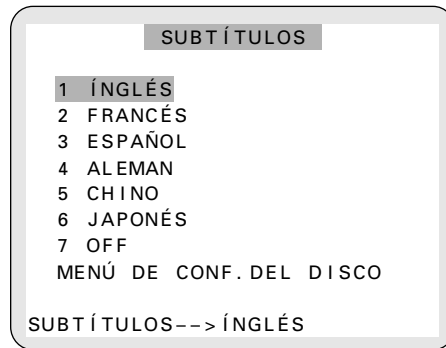 SUBTÍTULOS
1 ÍNGLÉS
2 FRANCÉS
3 ESPAÑOL
4 ALEMAN
5 CHINO
6 JAPONÉS
7 OFF
MENÚ DE CONF.DEL DISCO
SUBTÍTULOS-->ÍNGLÉS